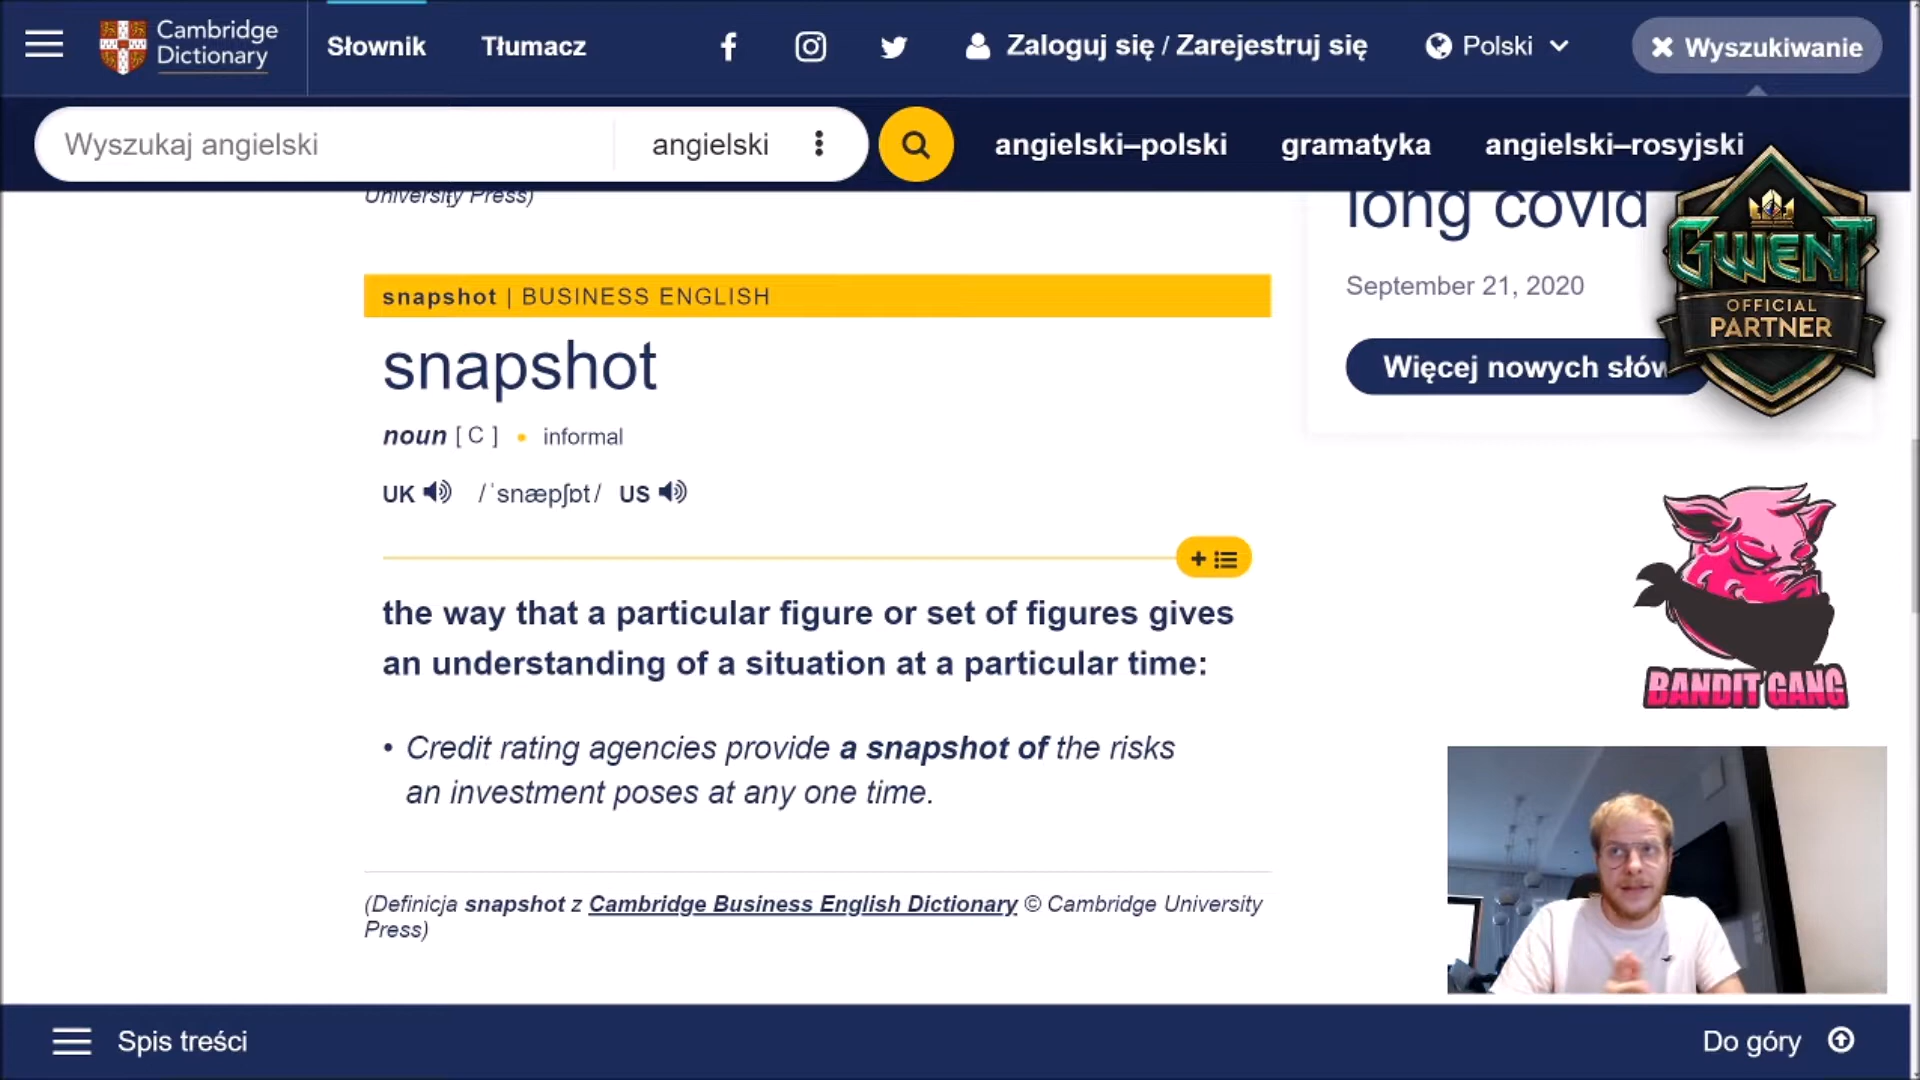 Cambridge
Dictionary
Słownik
Tłumacz
Zaloguj się / Zarejestruj się
Polski
Wyszukiwanie
Wyszukaj angielski
angielski
angielski–polski
gramatyka
angielski–rosyjski
University Press)
long covid
September 21, 2020
Więcej nowych słów
GWENT
OFFICIAL
PARTNER
snapshot | BUSINESS ENGLISH
snapshot
noun [ C ] • informal
UK /ˈsnæpʃɒt/ US
the way that a particular figure or set of figures gives
an understanding of a situation at a particular time:
• Credit rating agencies provide a snapshot of the risks
an investment poses at any one time.
BANDIT GANG
(Definicja snapshot z Cambridge Business English Dictionary © Cambridge University
Press)
Spis treści
Do góry